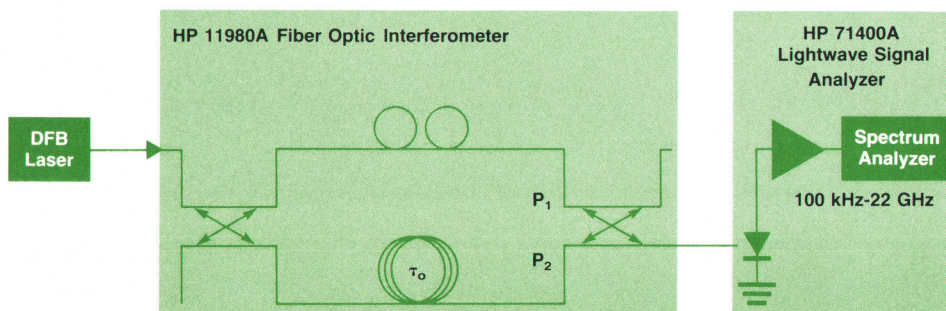 HP 11980A Fiber Optic Interferometer
HP 71400A
Lightwave Signal
Analyzer
DFB
Laser
Spectrum
Analyzer
P1
100 kHz-22 GHz
P2
τo